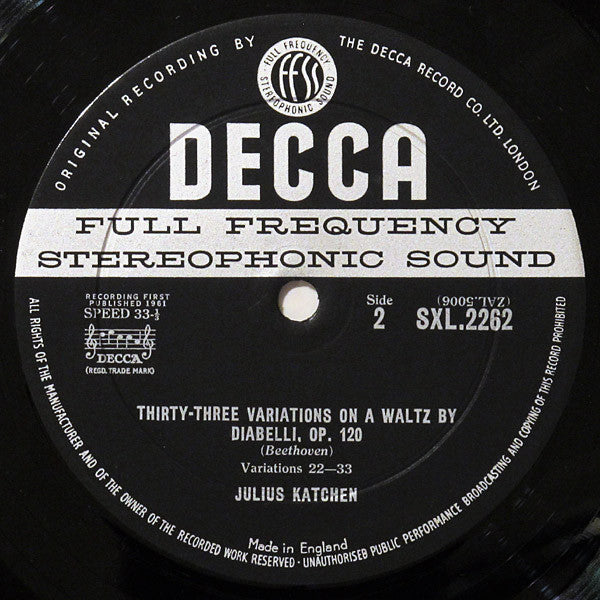 ORIGINAL RECORDING BY
THE DECCA RECORD CO. LTD. LONDON
FULL FREQUENCY
ffss
STEREOPHONIC SOUND
DECCA
FULL FREQUENCY
STEREOPHONIC SOUND
RECORDING FIRST
PUBLISHED 1961
SPEED 33-⅓
DECCA
(REGD. TRADE MARK)
Side
2
(ZAL.5006)
SXL.2262
THIRTY-THREE VARIATIONS ON A WALTZ BY
DIABELLI, OP. 120
(Beethoven)
Variations 22—33
JULIUS KATCHEN
Made in England
ALL RIGHTS OF THE MANUFACTURER AND OF THE OWNER OF THE RECORDED WORK RESERVED · UNAUTHORISED PUBLIC PERFORMANCE BROADCASTING AND COPYING OF THIS RECORD PROHIBITED